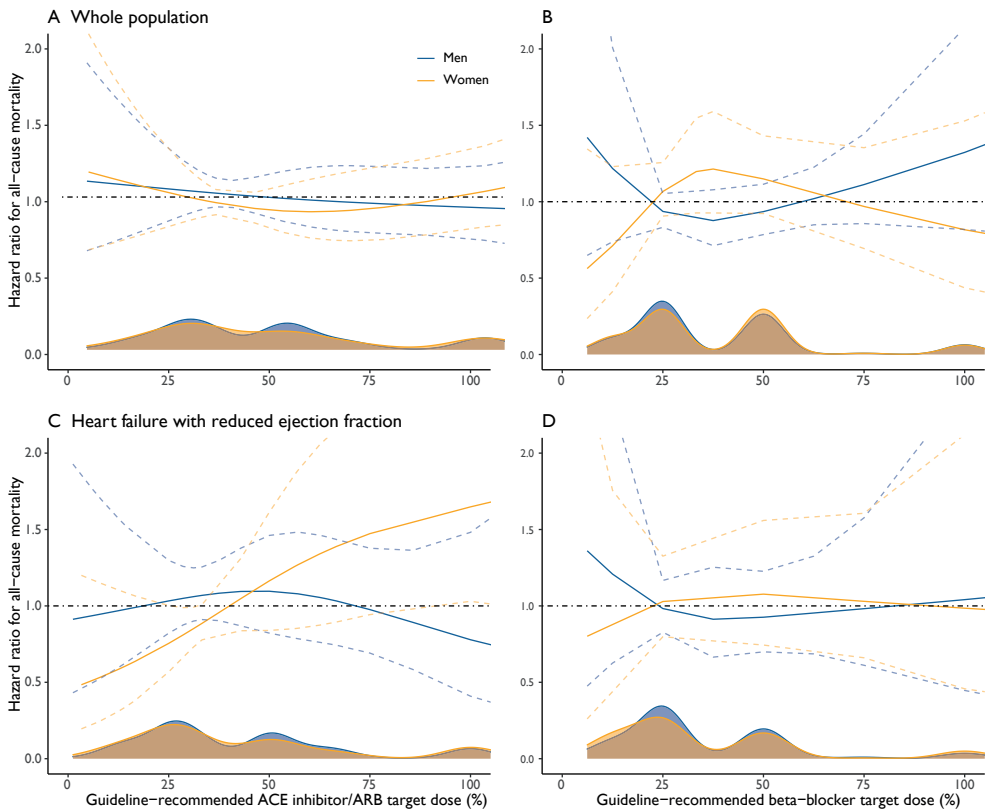 A Whole population
B
Hazard ratio for all−cause mortality
2.0
1.5
1.0
0.5
0.0
Men
Women
0 25 50 75 100
2.0
1.5
1.0
0.5
0.0
0 25 50 75 100
C Heart failure with reduced ejection fraction
D
Hazard ratio for all−cause mortality
2.0
1.5
1.0
0.5
0.0
0 25 50 75 100
Guideline−recommended ACE inhibitor/ARB target dose (%)
2.0
1.5
1.0
0.5
0.0
0 25 50 75 100
Guideline−recommended beta−blocker target dose (%)